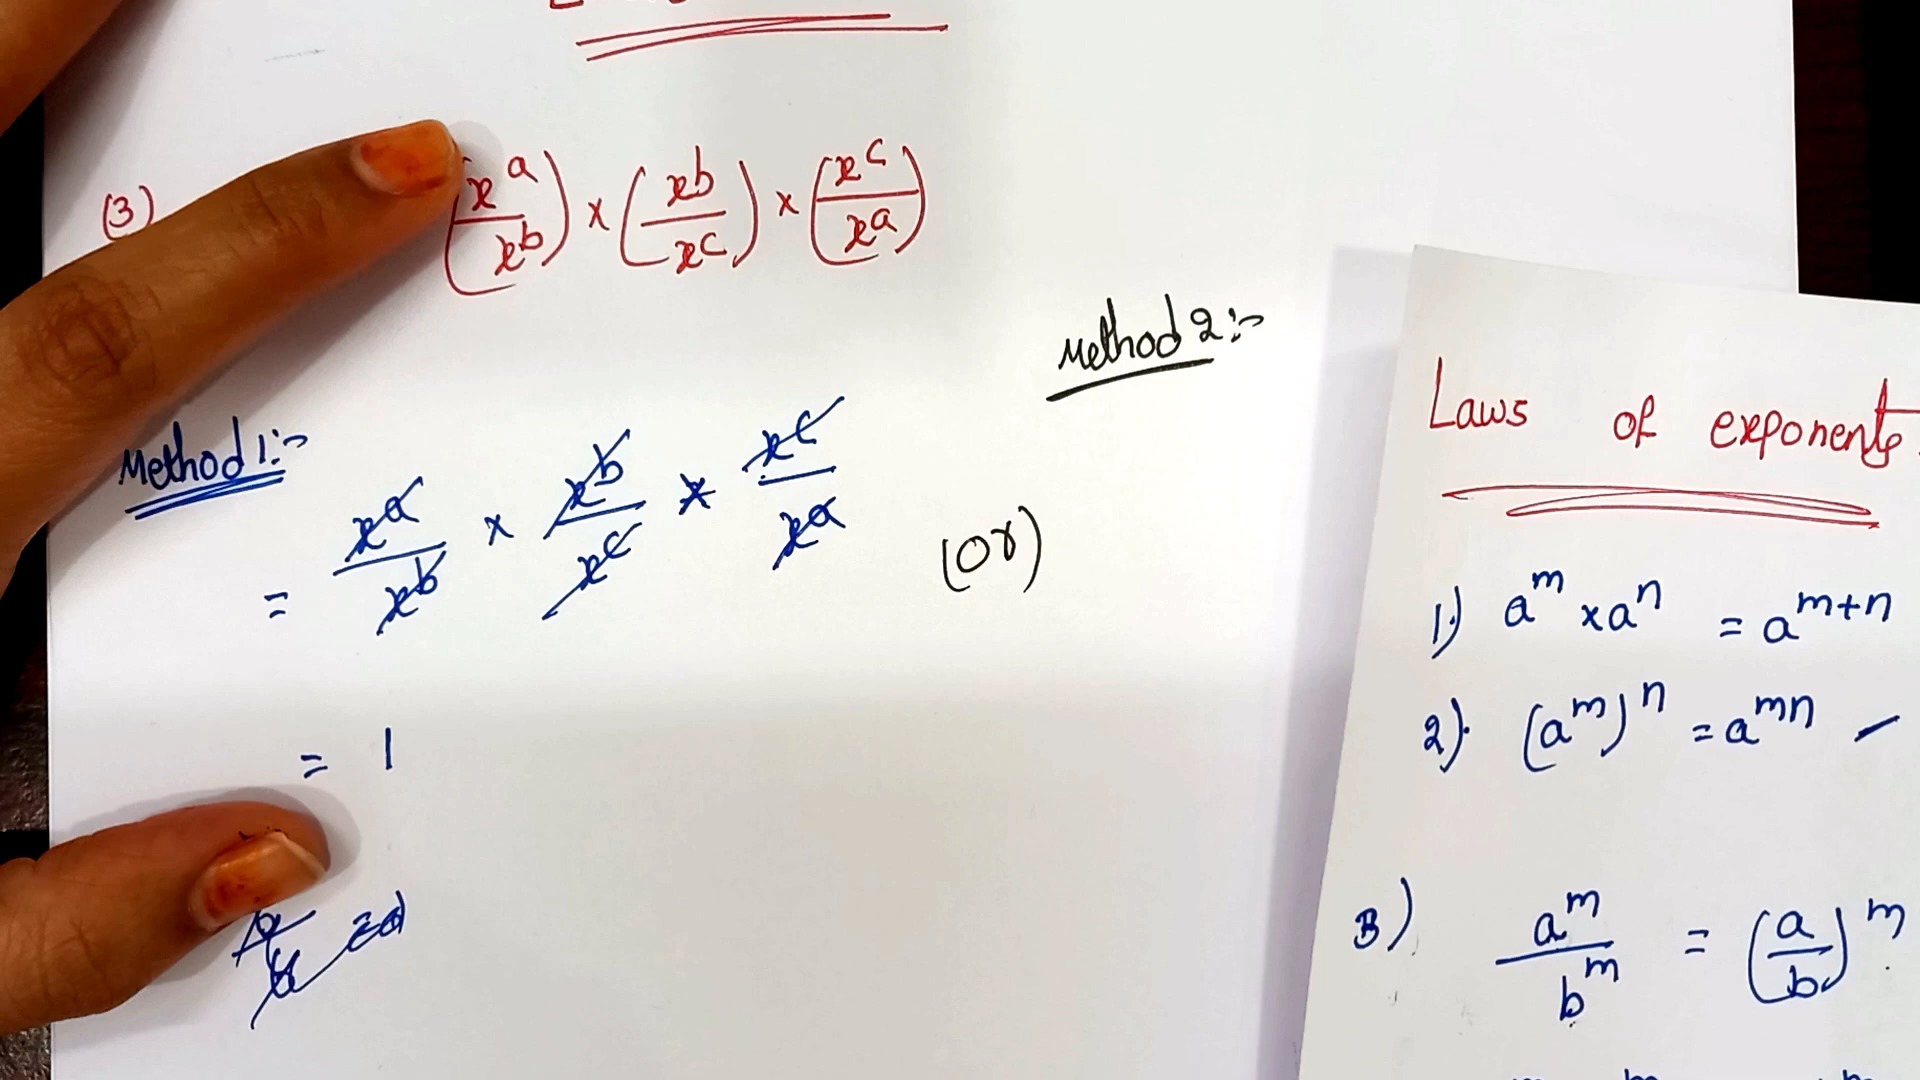 (3) (x^a/x^b) × (x^b/x^c) × (x^c/x^a)
Method 1:-
= x^a/x^b × x^b/x^c × x^c/x^a
= 1
(or)
Method 2:-
Laws of exponents
1) a^m × a^n = a^{m+n}
2) (a^m)^n = a^{mn} -
3) a^m/b^m = (a/b)^m